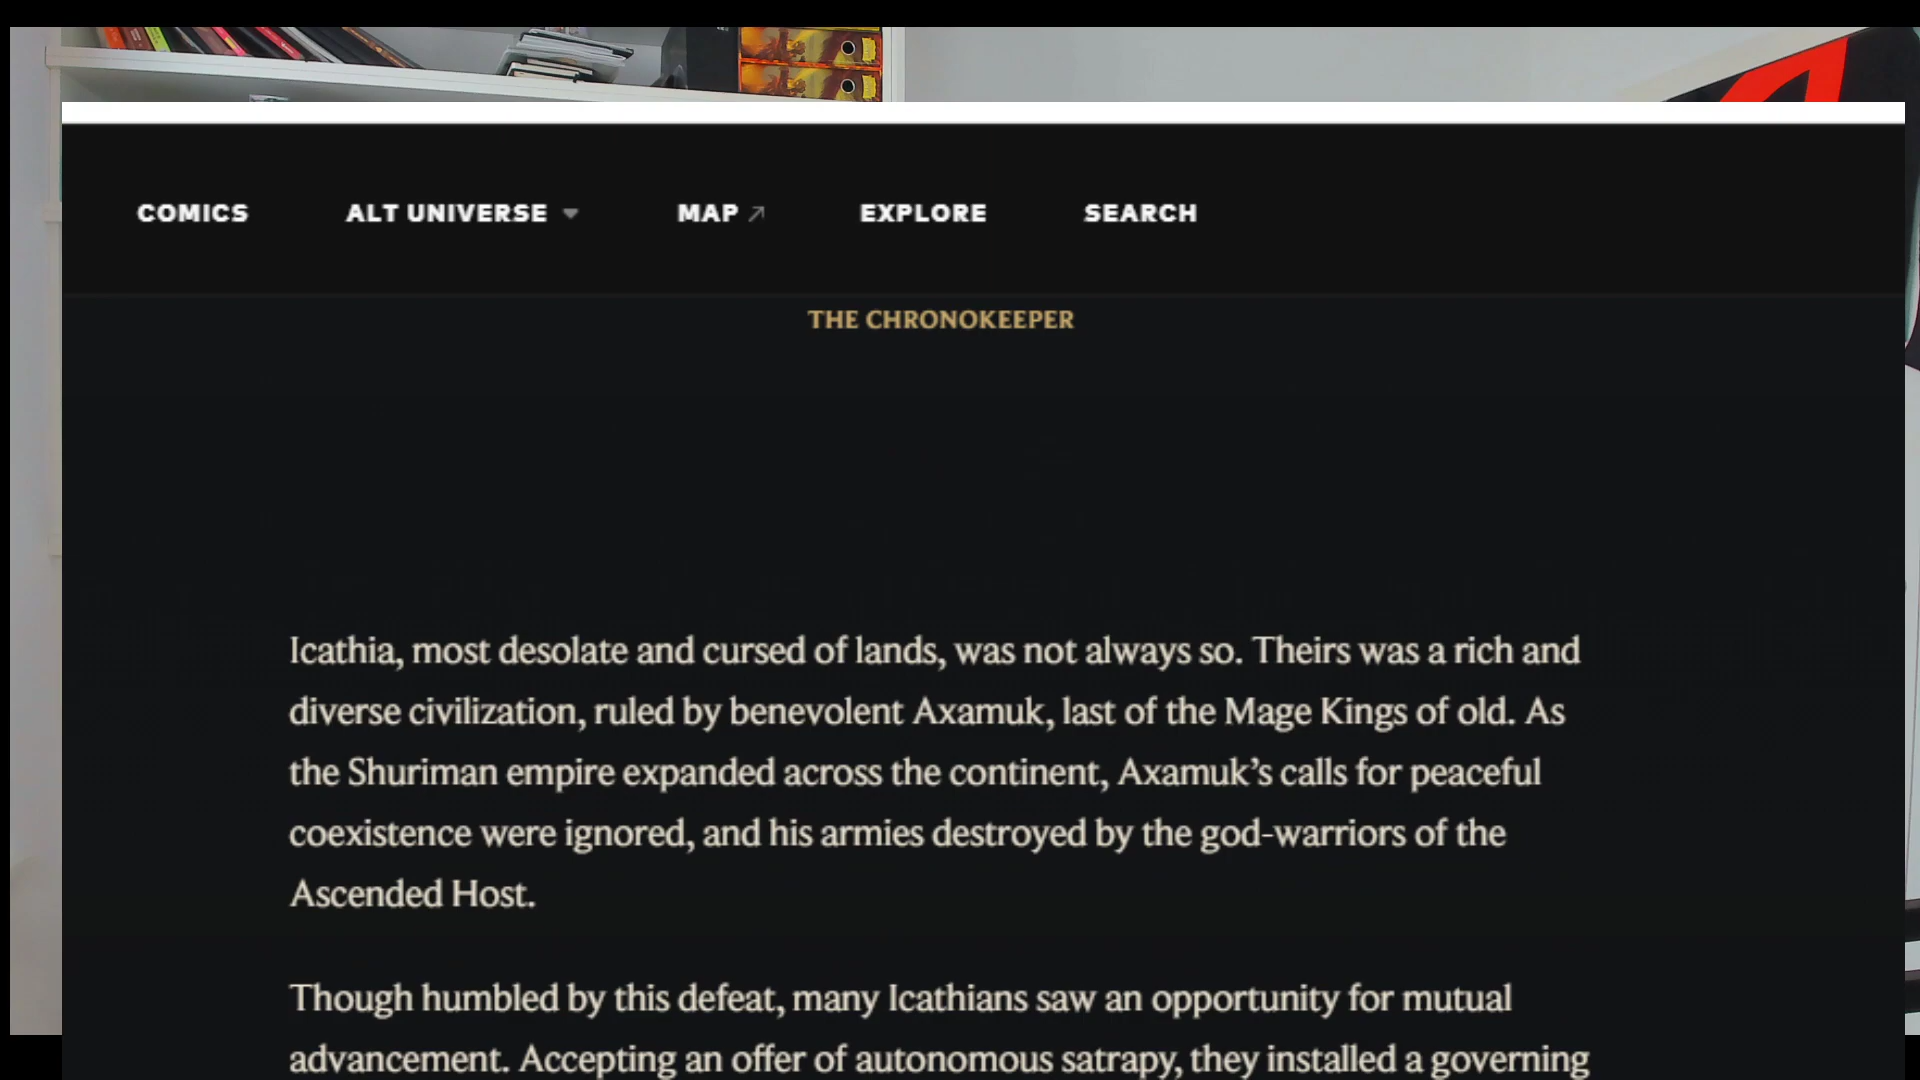 COMICS
ALT UNIVERSE
MAP
EXPLORE
SEARCH
THE CHRONOKEEPER
Icathia, most desolate and cursed of lands, was not always so. Theirs was a rich and
diverse civilization, ruled by benevolent Axamuk, last of the Mage Kings of old. As
the Shuriman empire expanded across the continent, Axamuk’s calls for peaceful
coexistence were ignored, and his armies destroyed by the god-warriors of the
Ascended Host.
Though humbled by this defeat, many Icathians saw an opportunity for mutual
advancement. Accepting an offer of autonomous satrapy, they installed a governing